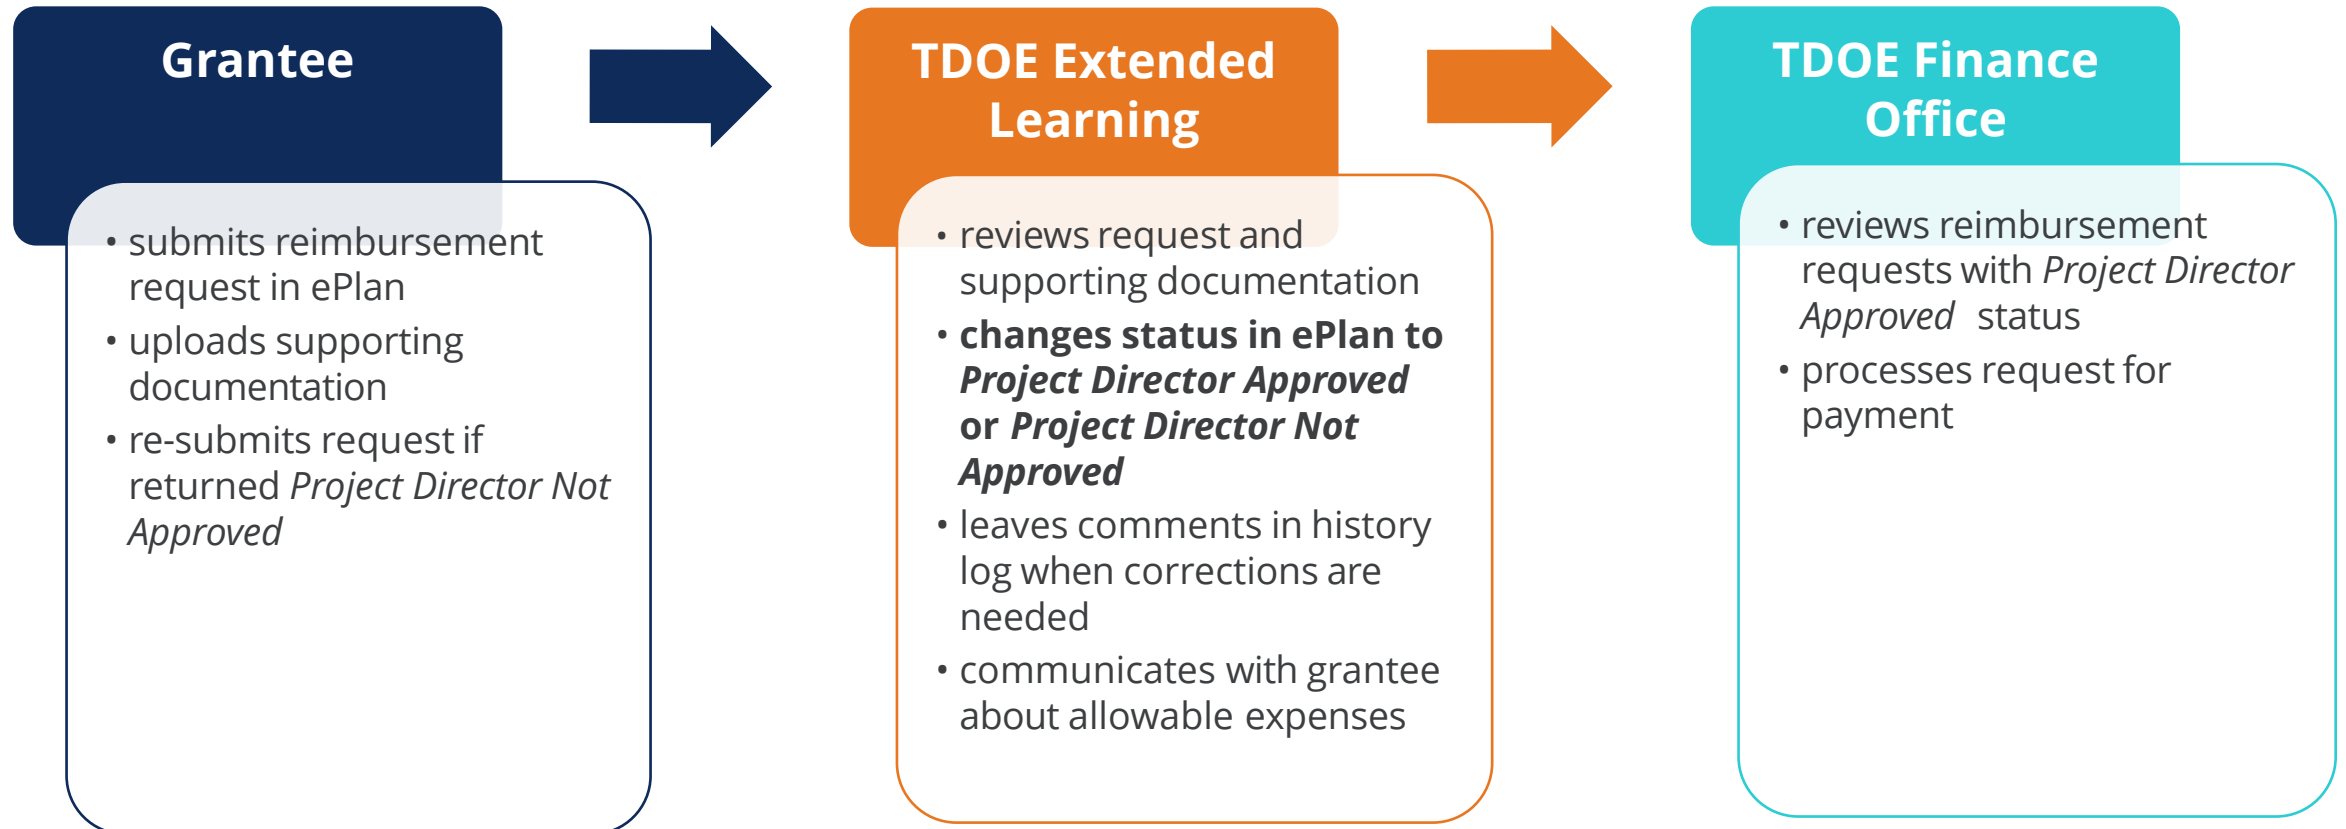 Grantee
• submits reimbursement
request in ePlan
• uploads supporting
documentation
• re-submits request if
returned Project Director Not
Approved
TDOE Extended
Learning
• reviews request and
supporting documentation
• changes status in ePlan to
Project Director Approved
or Project Director Not
Approved
• leaves comments in history
log when corrections are
needed
• communicates with grantee
about allowable expenses
TDOE Finance
Office
• reviews reimbursement
requests with Project Director
Approved status
• processes request for
payment